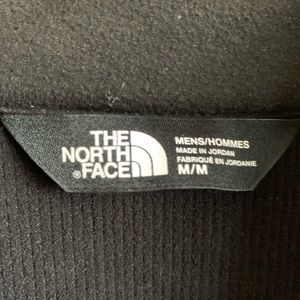 THE
NORTH
®FACE
MENS/HOMMES
MADE IN JORDAN
FABRIQUÉ EN JORDANIE
M/M